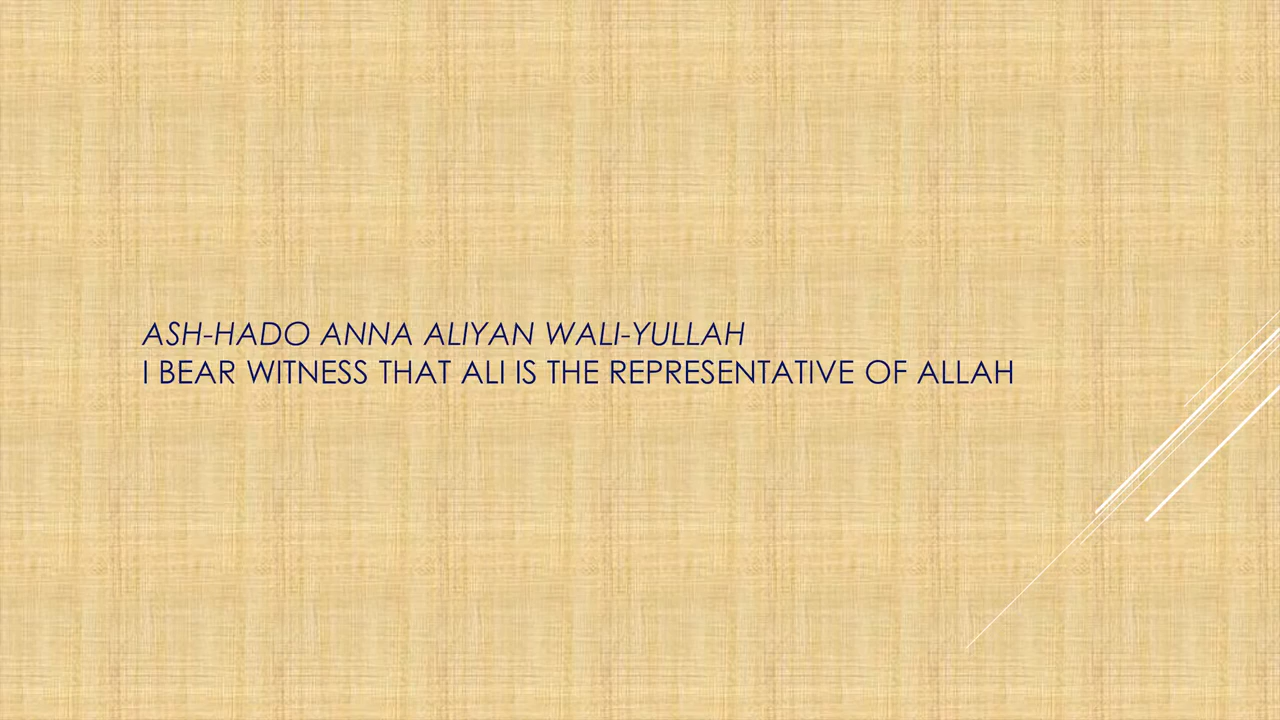 ASH-HADO ANNA ALIYAN WALI-YULLAH
I BEAR WITNESS THAT ALI IS THE REPRESENTATIVE OF ALLAH